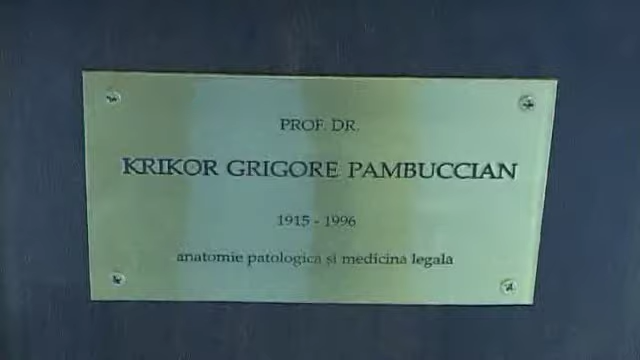 PROF. DR.
KRIKOR GRIGORE PAMBUCCIAN
1915 - 1996
anatomie patologica și medicina legala